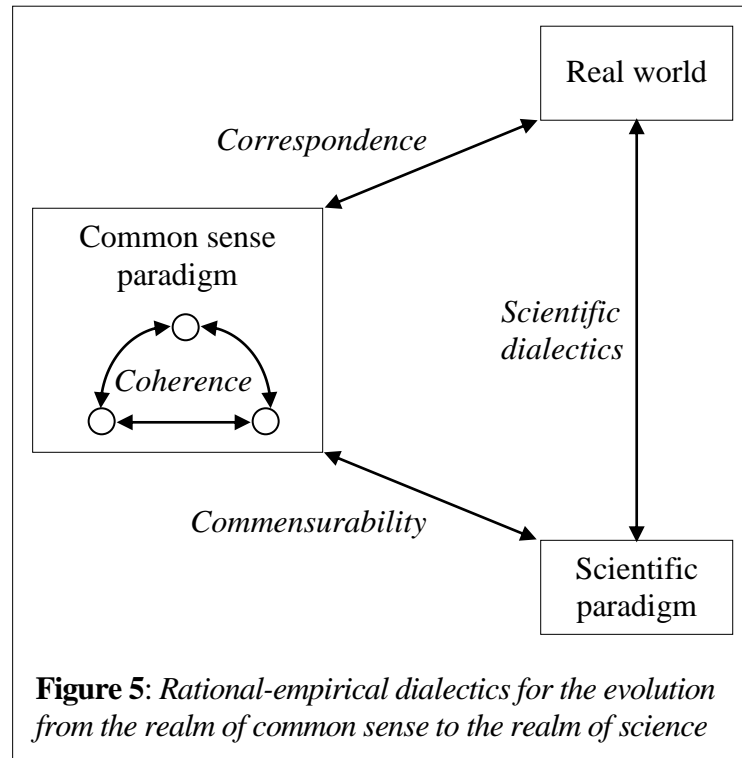 Real world
Correspondence
Common sense
paradigm
Coherence
Scientific
dialectics
Commensurability
Scientific
paradigm
Figure 5: Rational-empirical dialectics for the evolution
from the realm of common sense to the realm of science